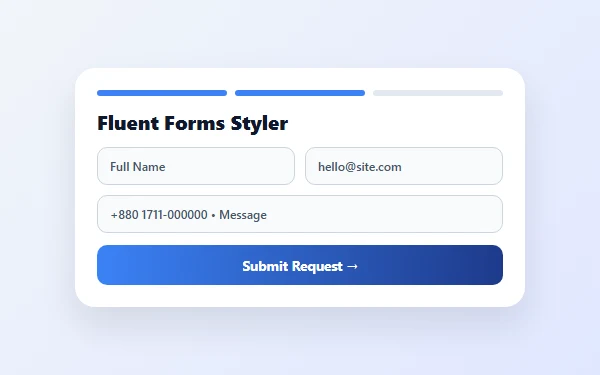 Fluent Forms Styler
Full Name
hello@site.com
+880 1711-000000 • Message
Submit Request →